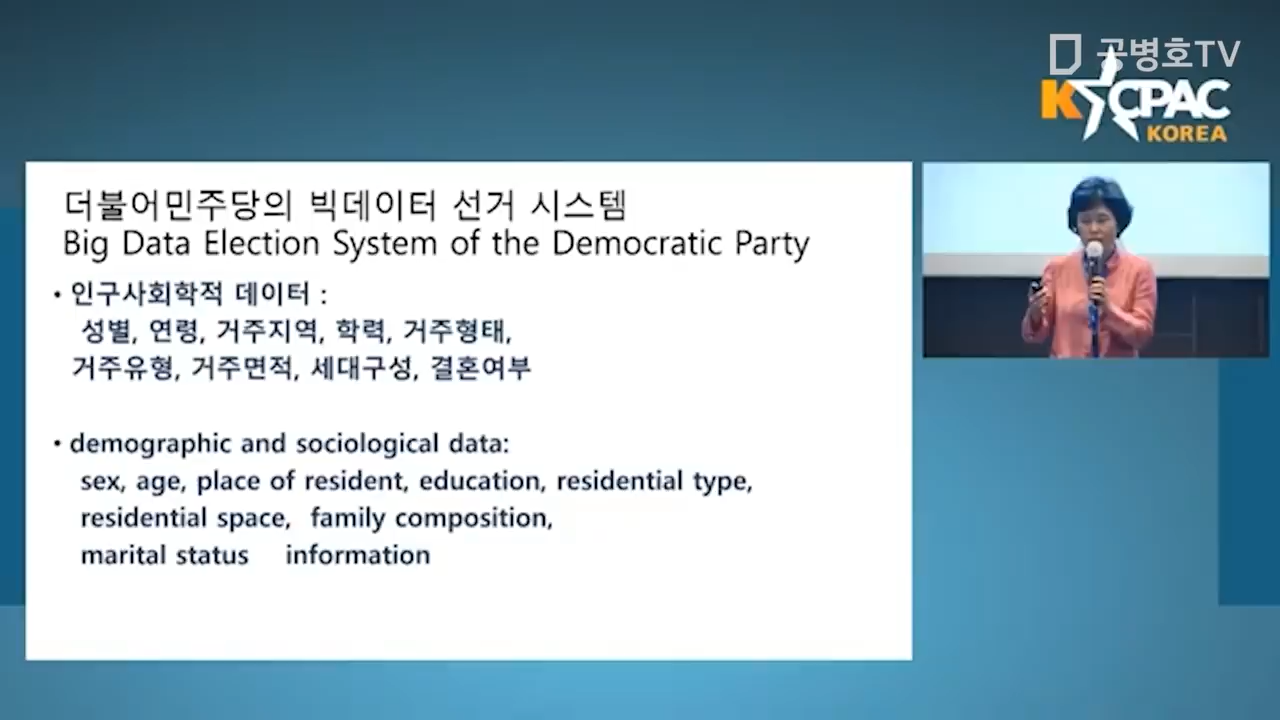 공병호TV
KCPAC
KOREA
더불어민주당의 빅데이터 선거 시스템
Big Data Election System of the Democratic Party
• 인구사회학적 데이터 :
성별, 연령, 거주지역, 학력, 거주형태,
거주유형, 거주면적, 세대구성, 결혼여부
• demographic and sociological data:
sex, age, place of resident, education, residential type,
residential space, family composition,
marital status information